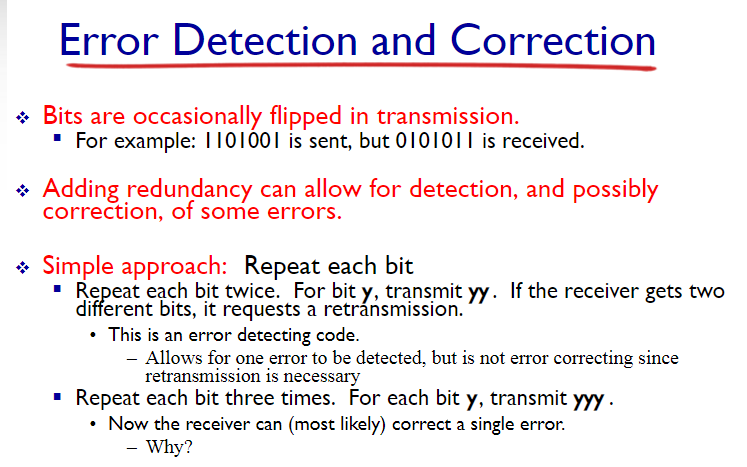 Error Detection and Correction
❖ Bits are occasionally flipped in transmission.
▪ For example: 1101001 is sent, but 0101011 is received.
❖ Adding redundancy can allow for detection, and possibly
correction, of some errors.
❖ Simple approach: Repeat each bit
▪ Repeat each bit twice. For bit y, transmit yy. If the receiver gets two
different bits, it requests a retransmission.
• This is an error detecting code.
– Allows for one error to be detected, but is not error correcting since
retransmission is necessary
▪ Repeat each bit three times. For each bit y, transmit yyy.
• Now the receiver can (most likely) correct a single error.
– Why?